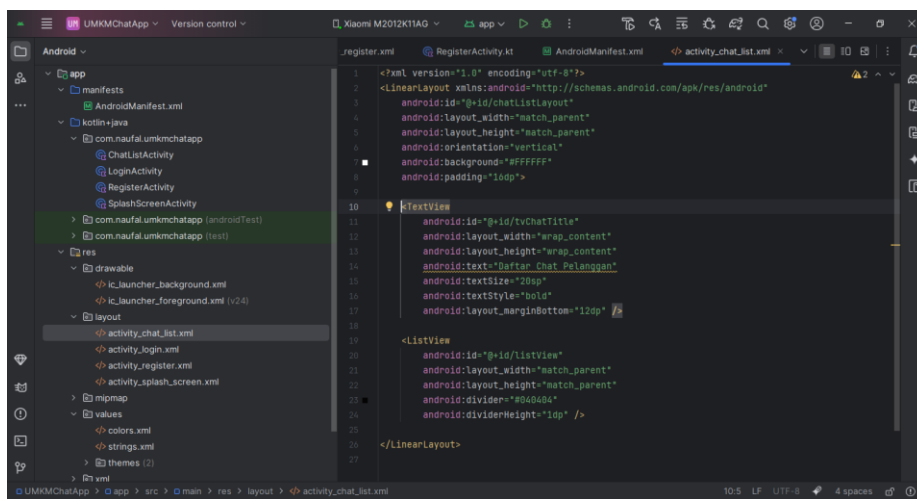 UM UMKMChatApp Version control Xiaomi M2012K11AG app
Android
_register.xml RegisterActivity.kt AndroidManifest.xml activity_chat_list.xml
app
manifests
AndroidManifest.xml
kotlin+java
com.naufal.umkmchatapp
ChatListActivity
LoginActivity
RegisterActivity
SplashScreenActivity
com.naufal.umkmchatapp (androidTest)
com.naufal.umkmchatapp (test)
res
drawable
ic_launcher_background.xml
ic_launcher_foreground.xml (v24)
layout
activity_chat_list.xml
activity_login.xml
activity_register.xml
activity_splash_screen.xml
mipmap
values
colors.xml
strings.xml
themes (2)
xml
2
1 <?xml version="1.0" encoding="utf-8"?>
2 <LinearLayout xmlns:android="http://schemas.android.com/apk/res/android"
3 android:id="@+id/chatListLayout"
4 android:layout_width="match_parent"
5 android:layout_height="match_parent"
6 android:orientation="vertical"
7 android:background="#FFFFFF"
8 android:padding="16dp">
9
10 <TextView
11 android:id="@+id/tvChatTitle"
12 android:layout_width="wrap_content"
13 android:layout_height="wrap_content"
14 android:text="Daftar Chat Pelanggan"
15 android:textSize="20sp"
16 android:textStyle="bold"
17 android:layout_marginBottom="12dp" />
18
19 <ListView
20 android:id="@+id/listView"
21 android:layout_width="match_parent"
22 android:layout_height="match_parent"
23 android:divider="#040404"
24 android:dividerHeight="1dp" />
25
26 </LinearLayout>
27
UMKMChatApp > app > src > main > res > layout > activity_chat_list.xml 10:5 LF UTF-8 4 spaces